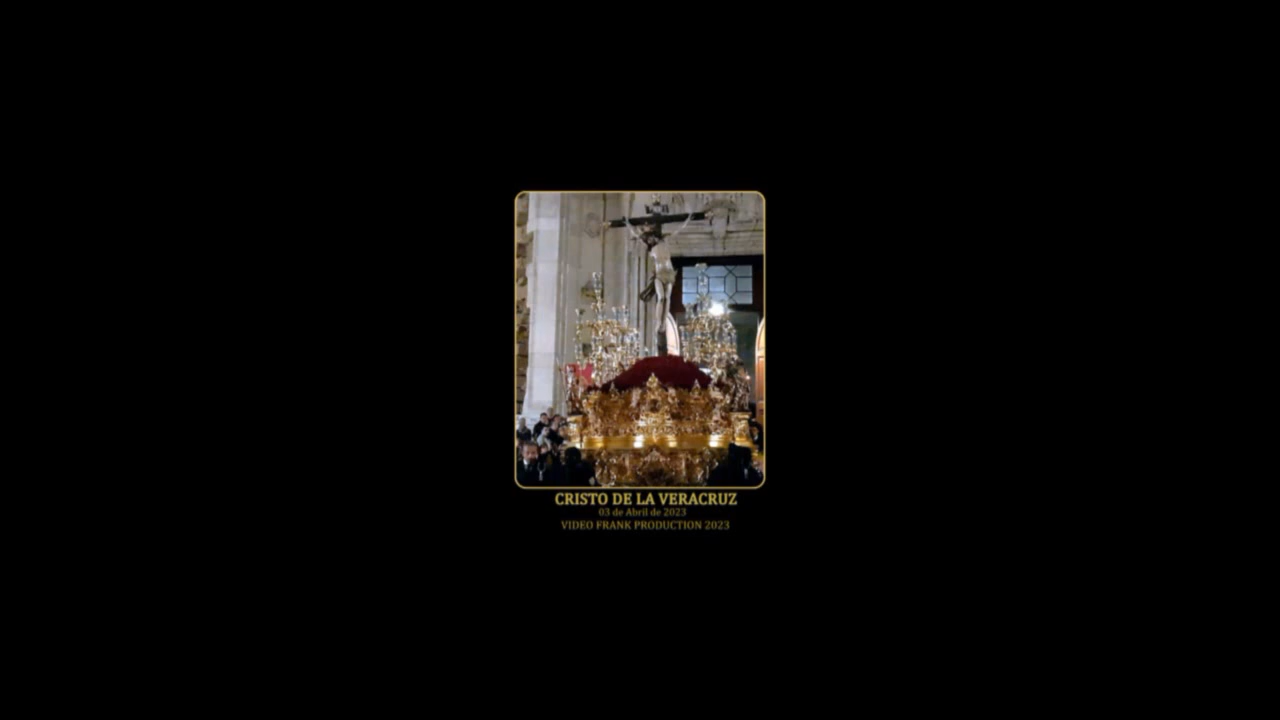 CRISTO DE LA VERACRUZ
03 de Abril de 2023
VIDEO FRANK PRODUCTION 2023